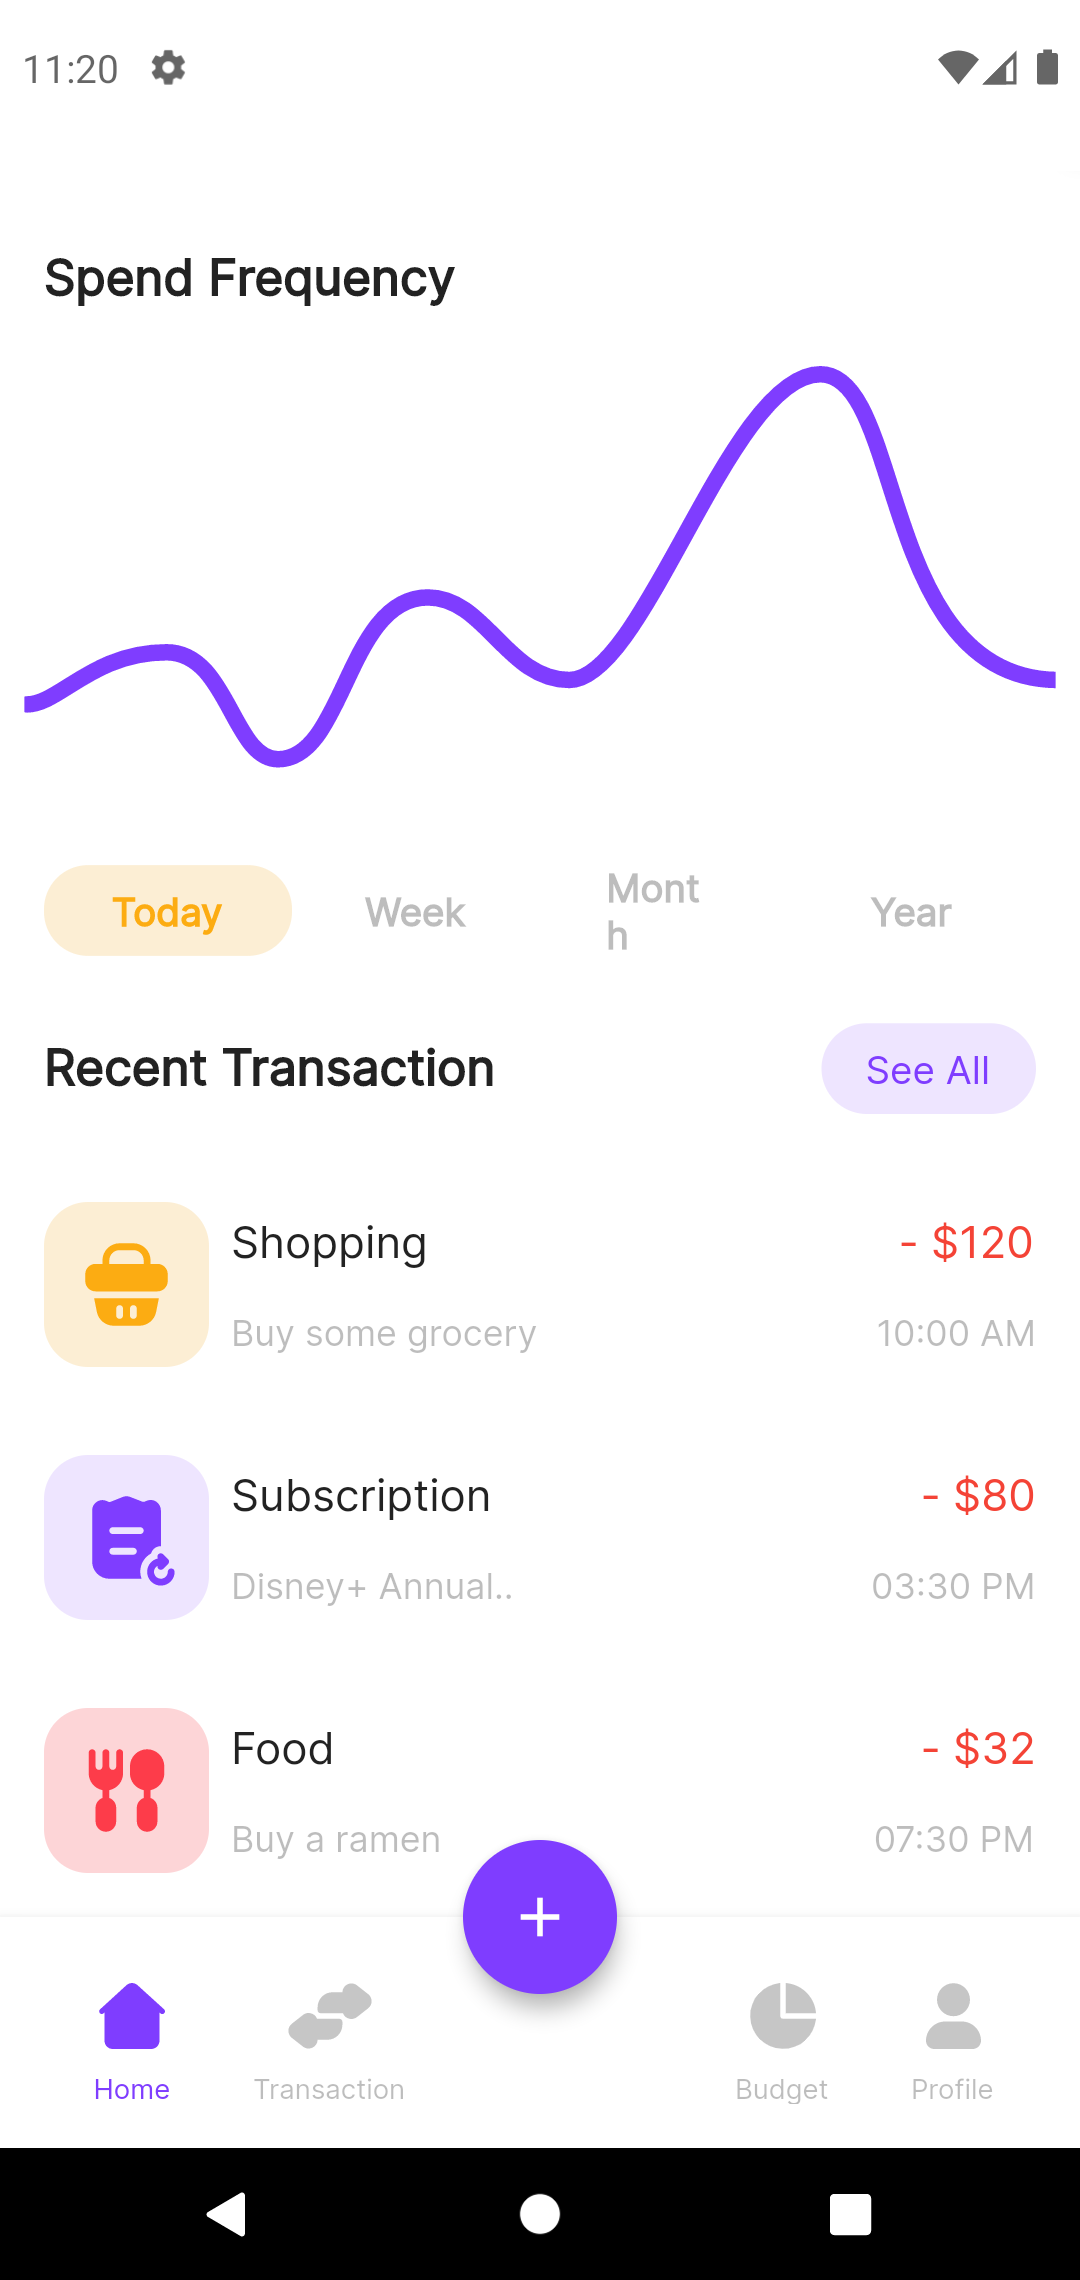 11:20
Spend Frequency
Today Week Mont
h Year
Recent Transaction See All
Shopping - $120
Buy some grocery 10:00 AM
Subscription - $80
Disney+ Annual.. 03:30 PM
Food - $32
Buy a ramen 07:30 PM
+
Home Transaction Budget Profile